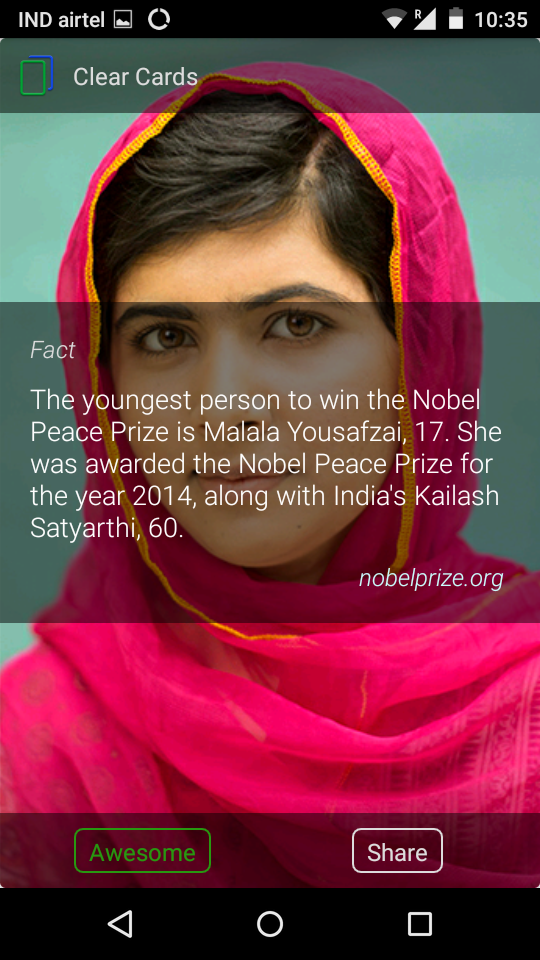 IND airtel R 10:35
Clear Cards
Fact
The youngest person to win the Nobel
Peace Prize is Malala Yousafzai, 17. She
was awarded the Nobel Peace Prize for
the year 2014, along with India's Kailash
Satyarthi, 60.
nobelprize.org
Awesome Share